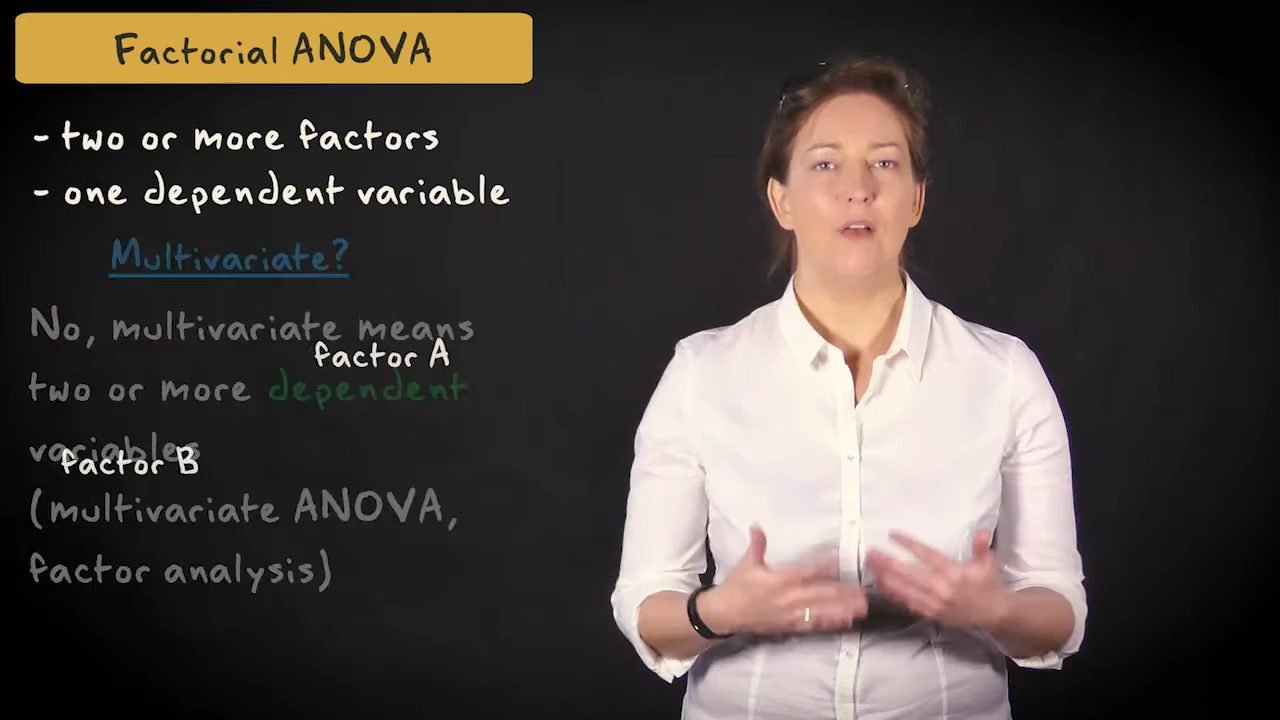 Factorial ANOVA
- two or more factors
- one dependent variable
Multivariate?
No, multivariate means
factor A
two or more dependent
variables
factor B
(multivariate ANOVA,
factor analysis)